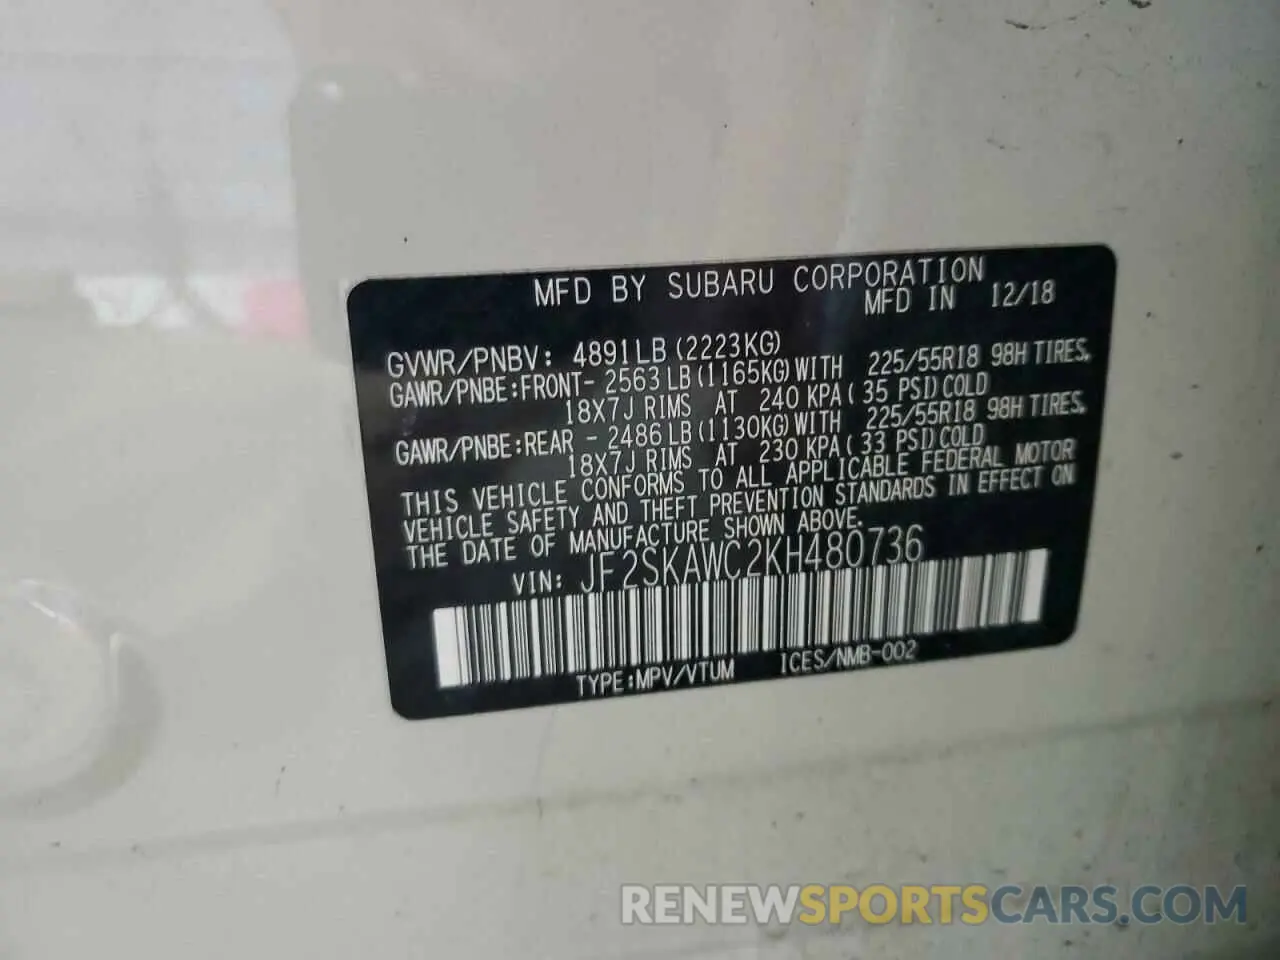 MFD BY SUBARU CORPORATION
MFD IN 12/18
GVWR/PNBV: 4891LB (2223KG)
GAWR/PNBE:FRONT- 2563 LB (1165KG) WITH 225/55R18 98H TIRES,
18X7J RIMS AT 240 KPA ( 35 PSI) COLD
GAWR/PNBE:REAR - 2486 LB (1130KG) WITH 225/55R18 98H TIRES,
18X7J RIMS AT 230 KPA ( 33 PSI) COLD
THIS VEHICLE CONFORMS TO ALL APPLICABLE FEDERAL MOTOR
VEHICLE SAFETY AND THEFT PREVENTION STANDARDS IN EFFECT ON
THE DATE OF MANUFACTURE SHOWN ABOVE.
VIN: JF2SKAWC2KH480736
TYPE:MPV/VTUM ICES/NMB-002
RENEWSPORTSCARS.COM